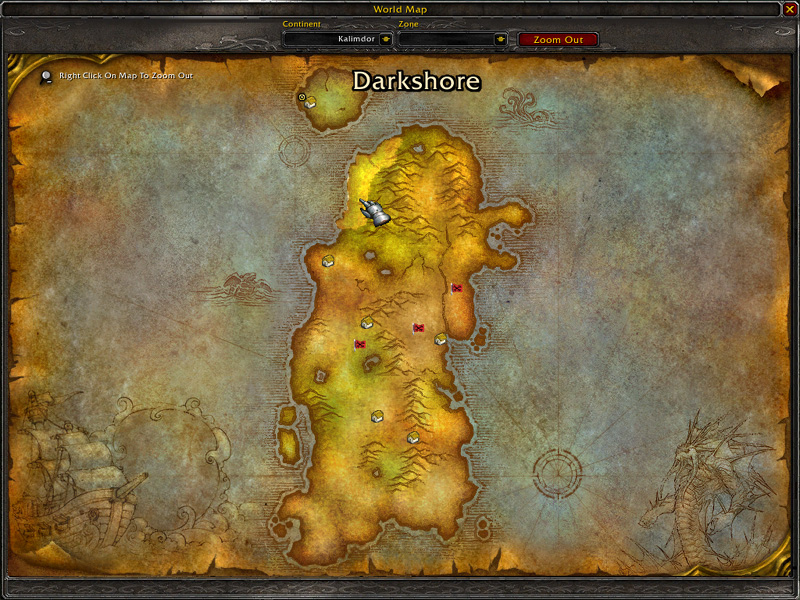 World Map
Continent
Zone
Kalimdor
Zoom Out
Right Click On Map To Zoom Out
Darkshore